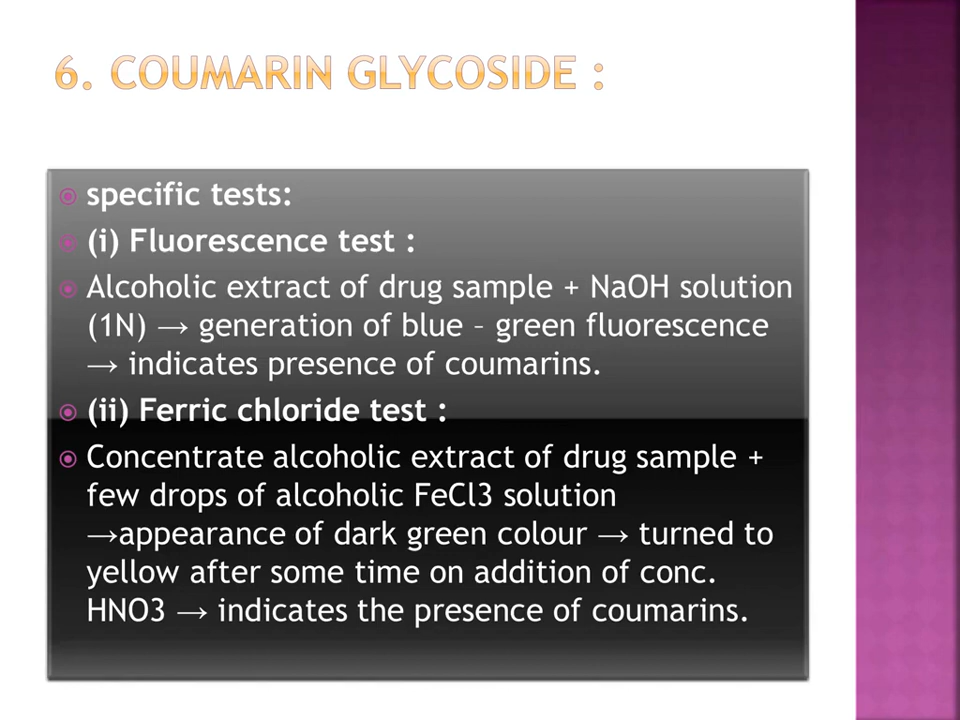 6. COUMARIN GLYCOSIDE :
specific tests:
(i) Fluorescence test :
Alcoholic extract of drug sample + NaOH solution
(1N) → generation of blue – green fluorescence
→ indicates presence of coumarins.
(ii) Ferric chloride test :
Concentrate alcoholic extract of drug sample +
few drops of alcoholic FeCl3 solution
→appearance of dark green colour → turned to
yellow after some time on addition of conc.
HNO3 → indicates the presence of coumarins.